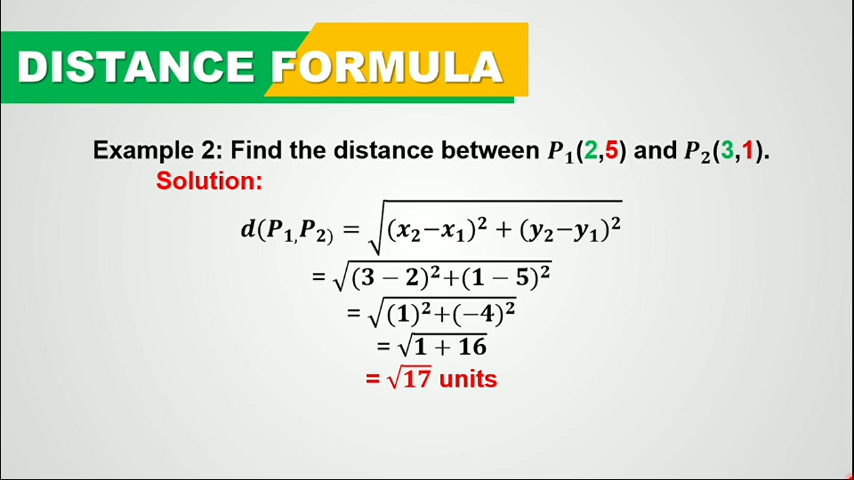 DISTANCE FORMULA
Example 2: Find the distance between P₁(2,5) and P₂(3,1).
Solution:
d(P₁,P₂) = √(x₂−x₁)² + (y₂−y₁)²
= √(3 − 2)²+(1 − 5)²
= √(1)²+(−4)²
= √1 + 16
= √17 units